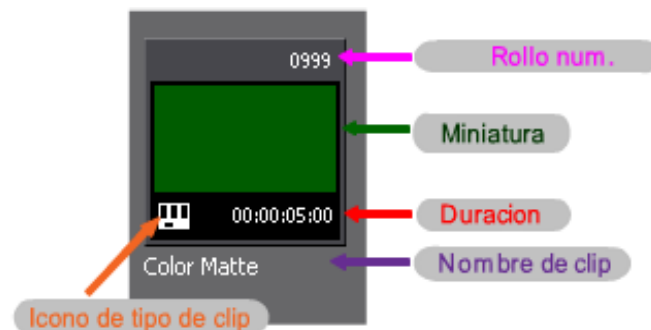 0999
Rollo num.
Miniatura
00:00:05:00
Duracion
Color Matte
Nombre de clip
Icono de tipo de clip